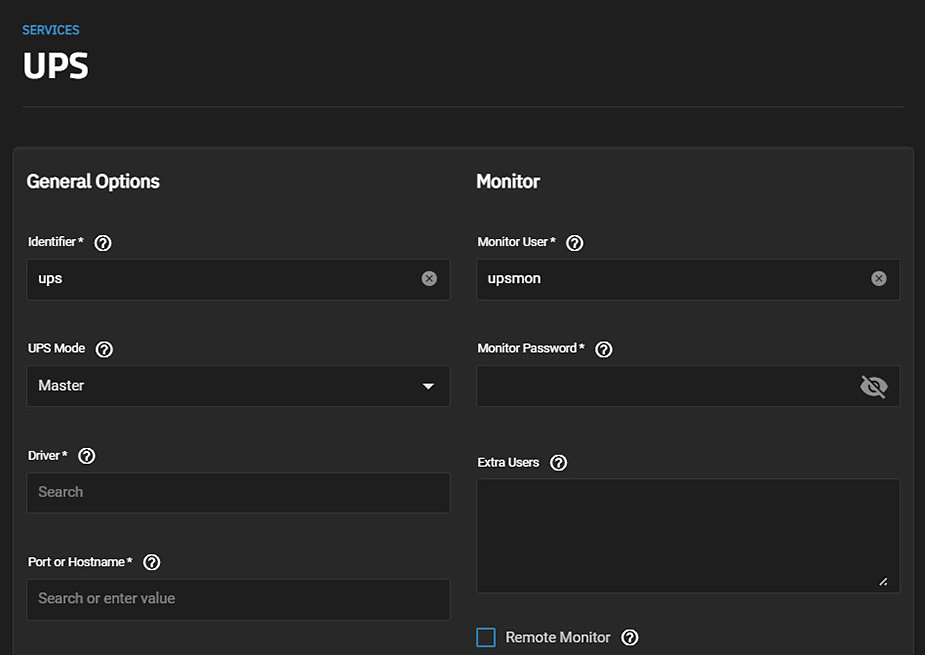 SERVICES
UPS
General Options
Identifier *
ups
UPS Mode
Master
Driver *
Search
Port or Hostname *
Search or enter value
Monitor
Monitor User *
upsmon
Monitor Password *
Extra Users
Remote Monitor